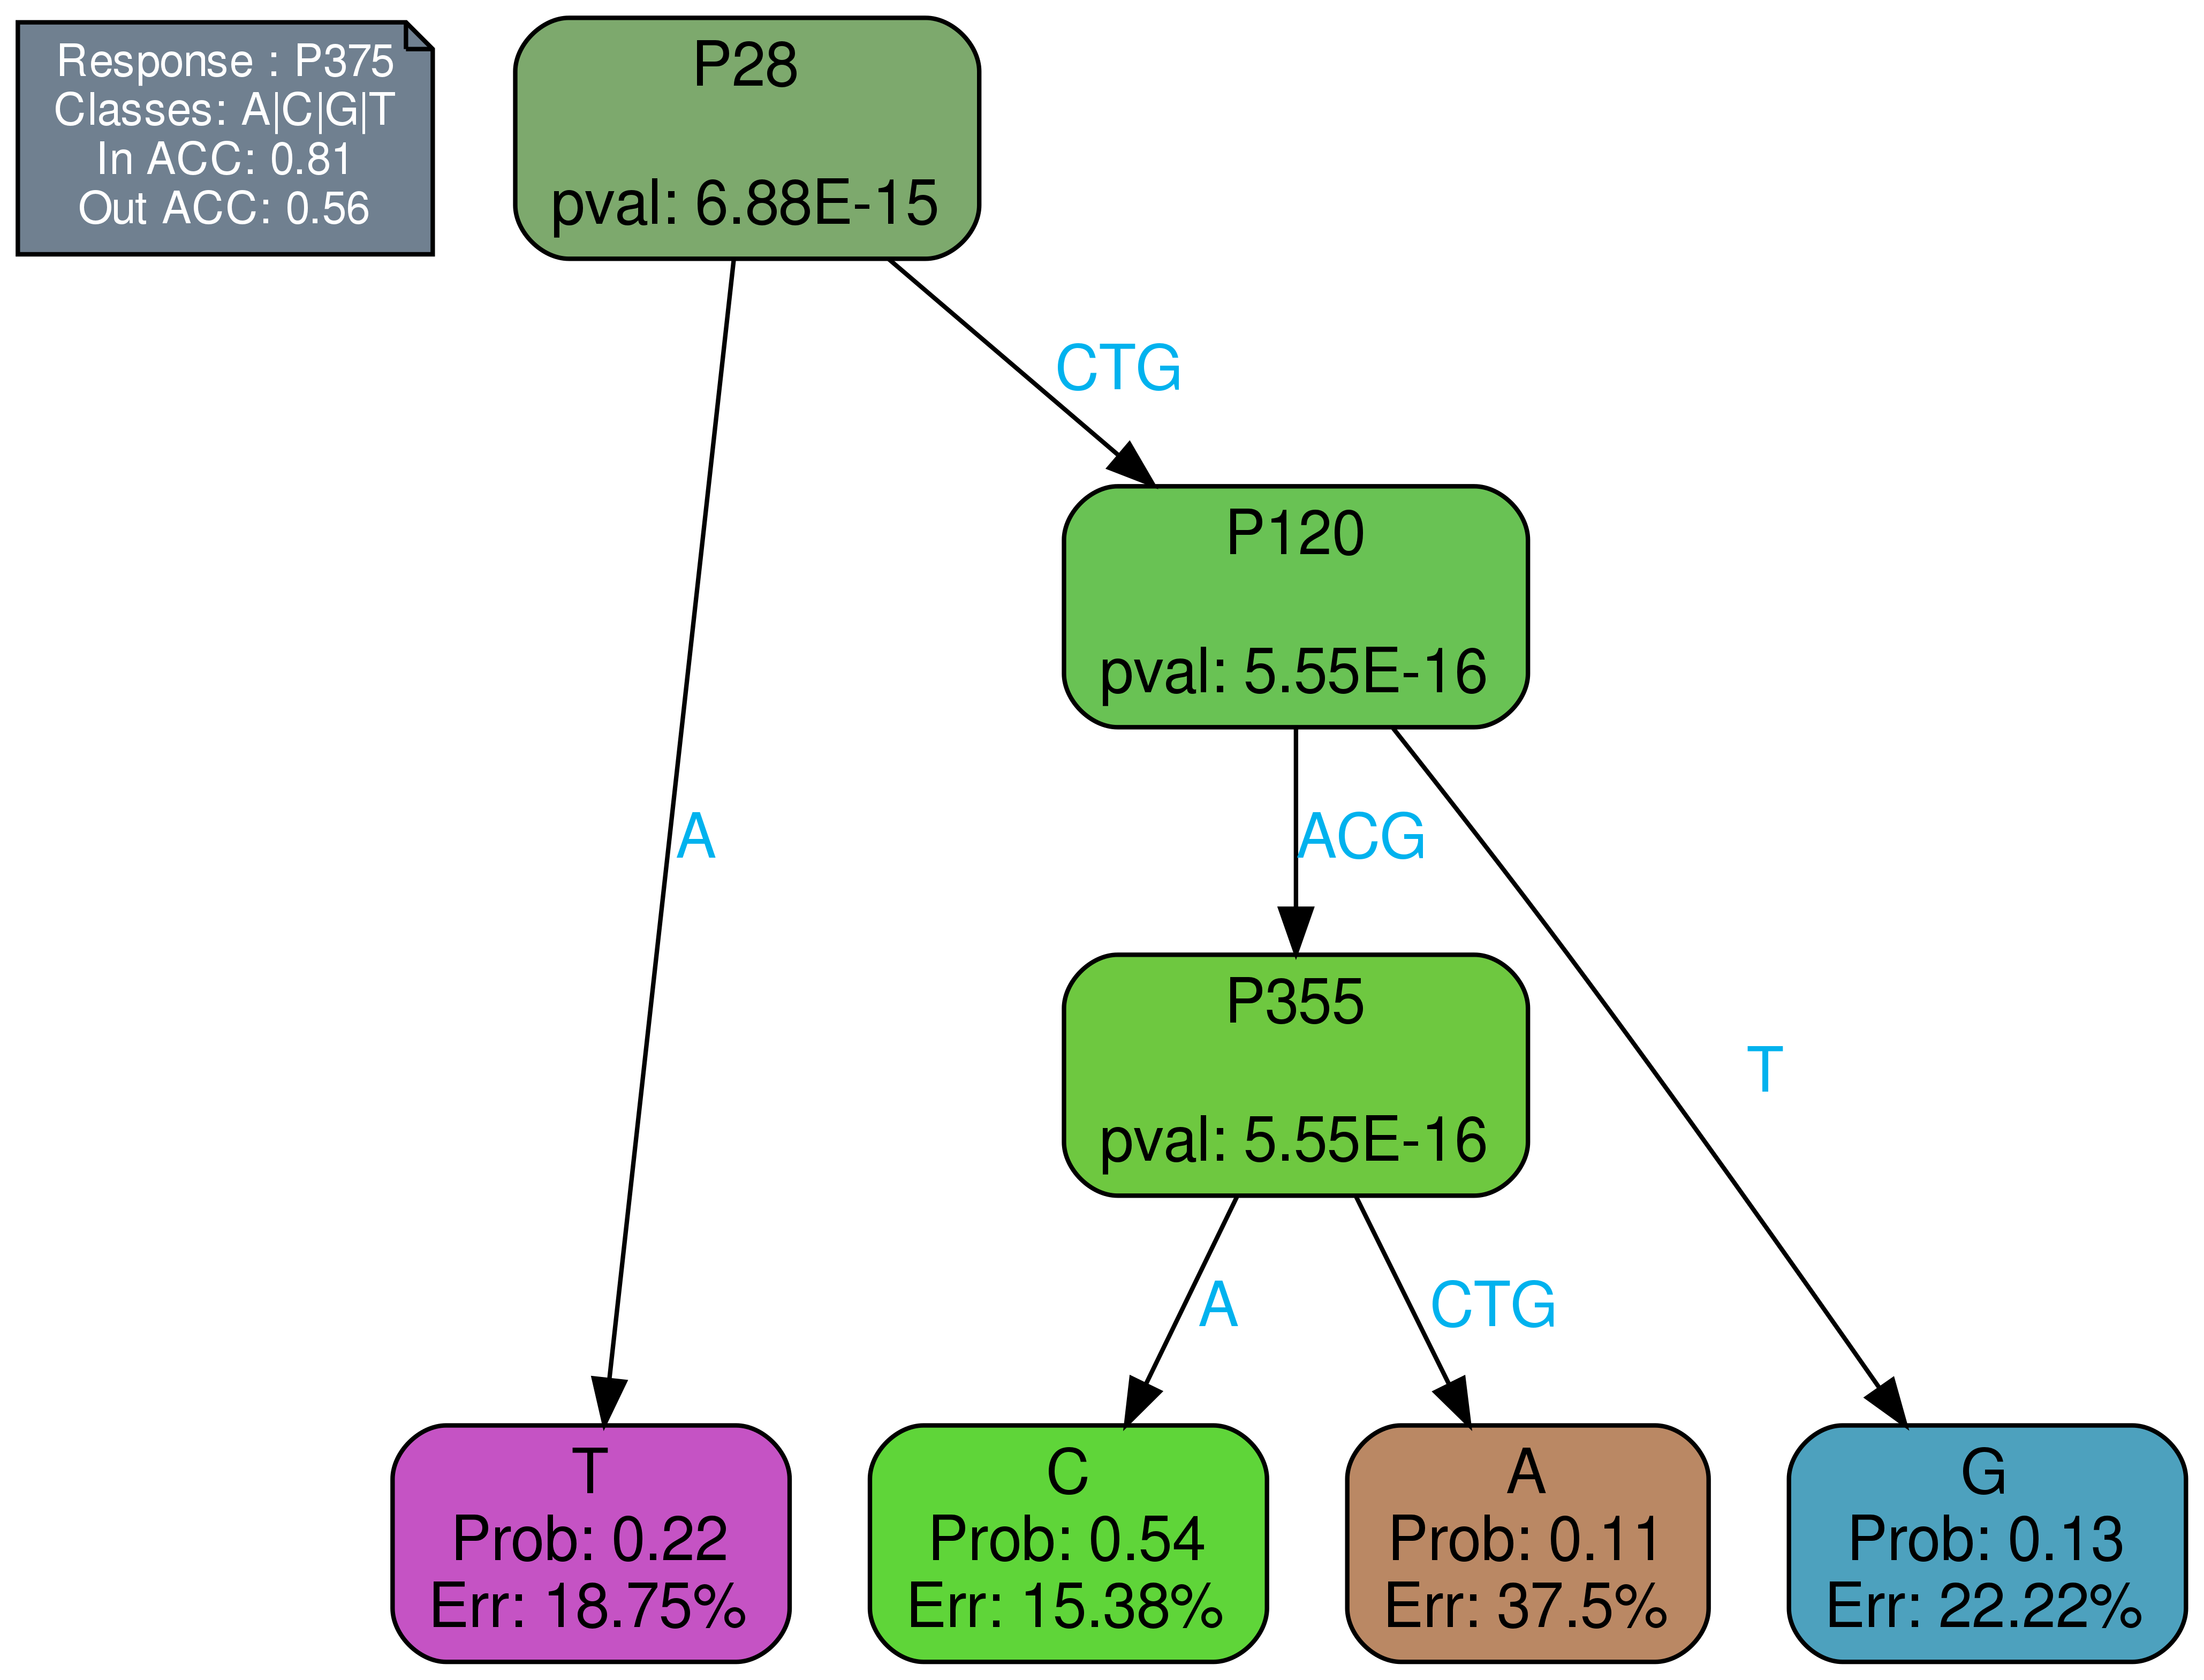 Response : P375
Classes: A|C|G|T
In ACC: 0.81
Out ACC: 0.56
P28
pval: 6.88E-15
CTG
P120
pval: 5.55E-16
A
ACG
P355
pval: 5.55E-16
T
A
CTG
T
Prob: 0.22
Err: 18.75%
C
Prob: 0.54
Err: 15.38%
A
Prob: 0.11
Err: 37.5%
G
Prob: 0.13
Err: 22.22%